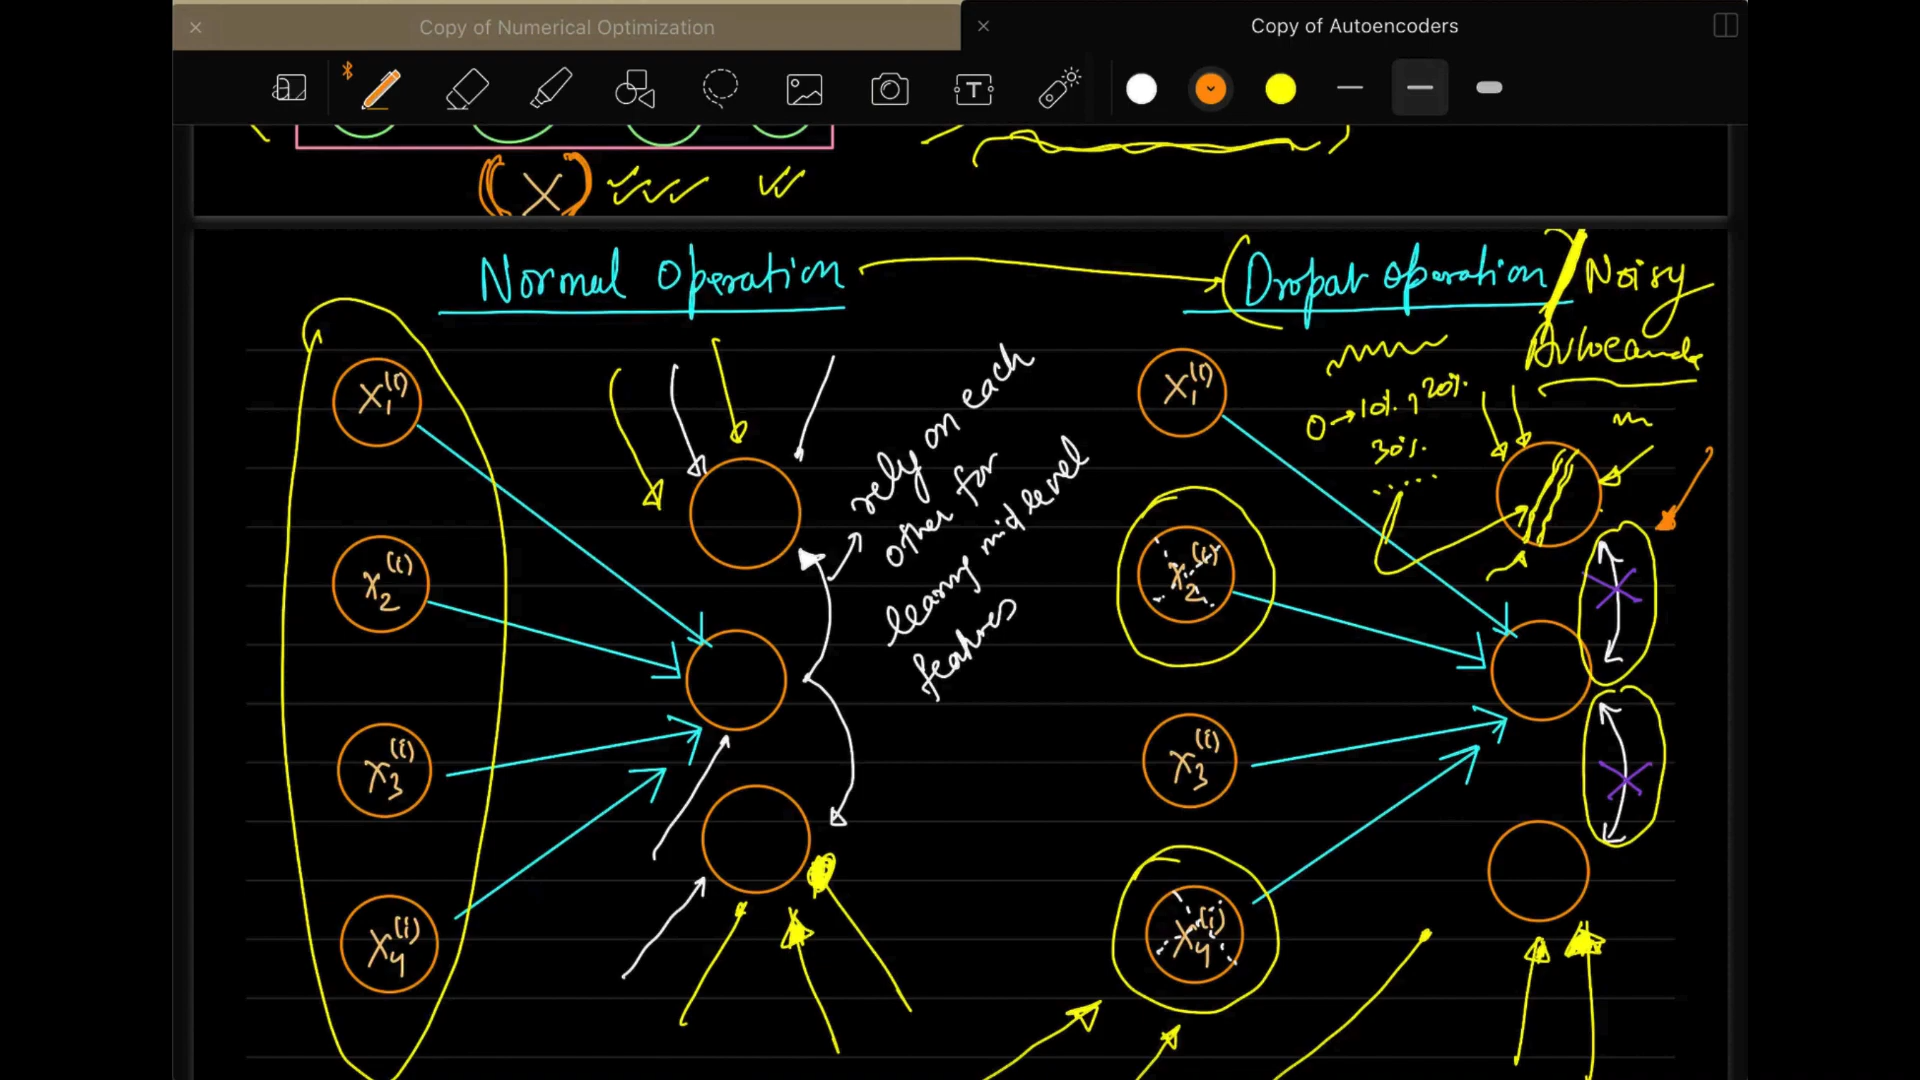 Copy of Numerical Optimization
Copy of Autoencoders
T
X
Normal Operation
Dropout operation
Noisy
Autoencoder
X1(i)
X2(i)
X3(i)
X4(i)
rely on each
other for
learning mid level
features
X1(i)
X2(i)
X3(i)
X4(i)
0 → 10%, 20%.
30%.
......